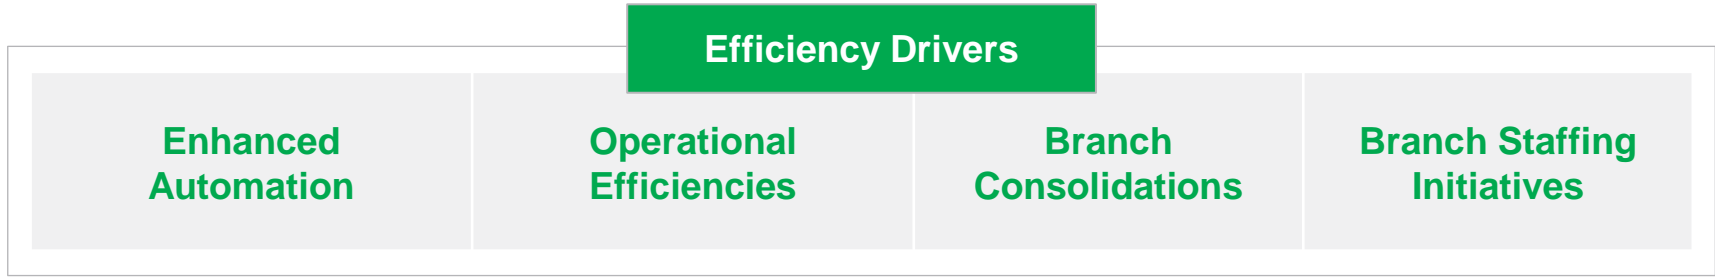 Efficiency Drivers
Enhanced
Automation
Operational
Efficiencies
Branch
Consolidations
Branch Staffing
Initiatives